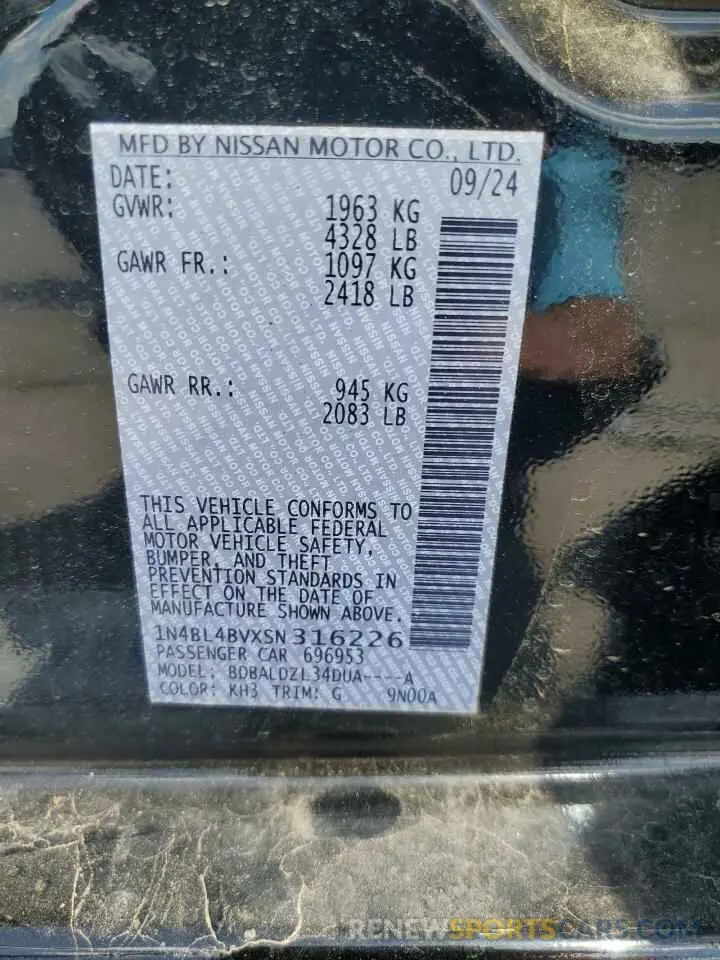 MFD BY NISSAN MOTOR CO., LTD.
DATE: 09/24
GVWR: 1963 KG
4328 LB
GAWR FR.: 1097 KG
2418 LB
GAWR RR.: 945 KG
2083 LB
THIS VEHICLE CONFORMS TO
ALL APPLICABLE FEDERAL
MOTOR VEHICLE SAFETY,
BUMPER, AND THEFT
PREVENTION STANDARDS IN
EFFECT ON THE DATE OF
MANUFACTURE SHOWN ABOVE.
1N4BL4BVXSN316226
PASSENGER CAR 696953
MODEL: BDBALDZL34DUA----A
COLOR: KH3 TRIM: G 9N00A
RENEWSPORTSCARS.COM